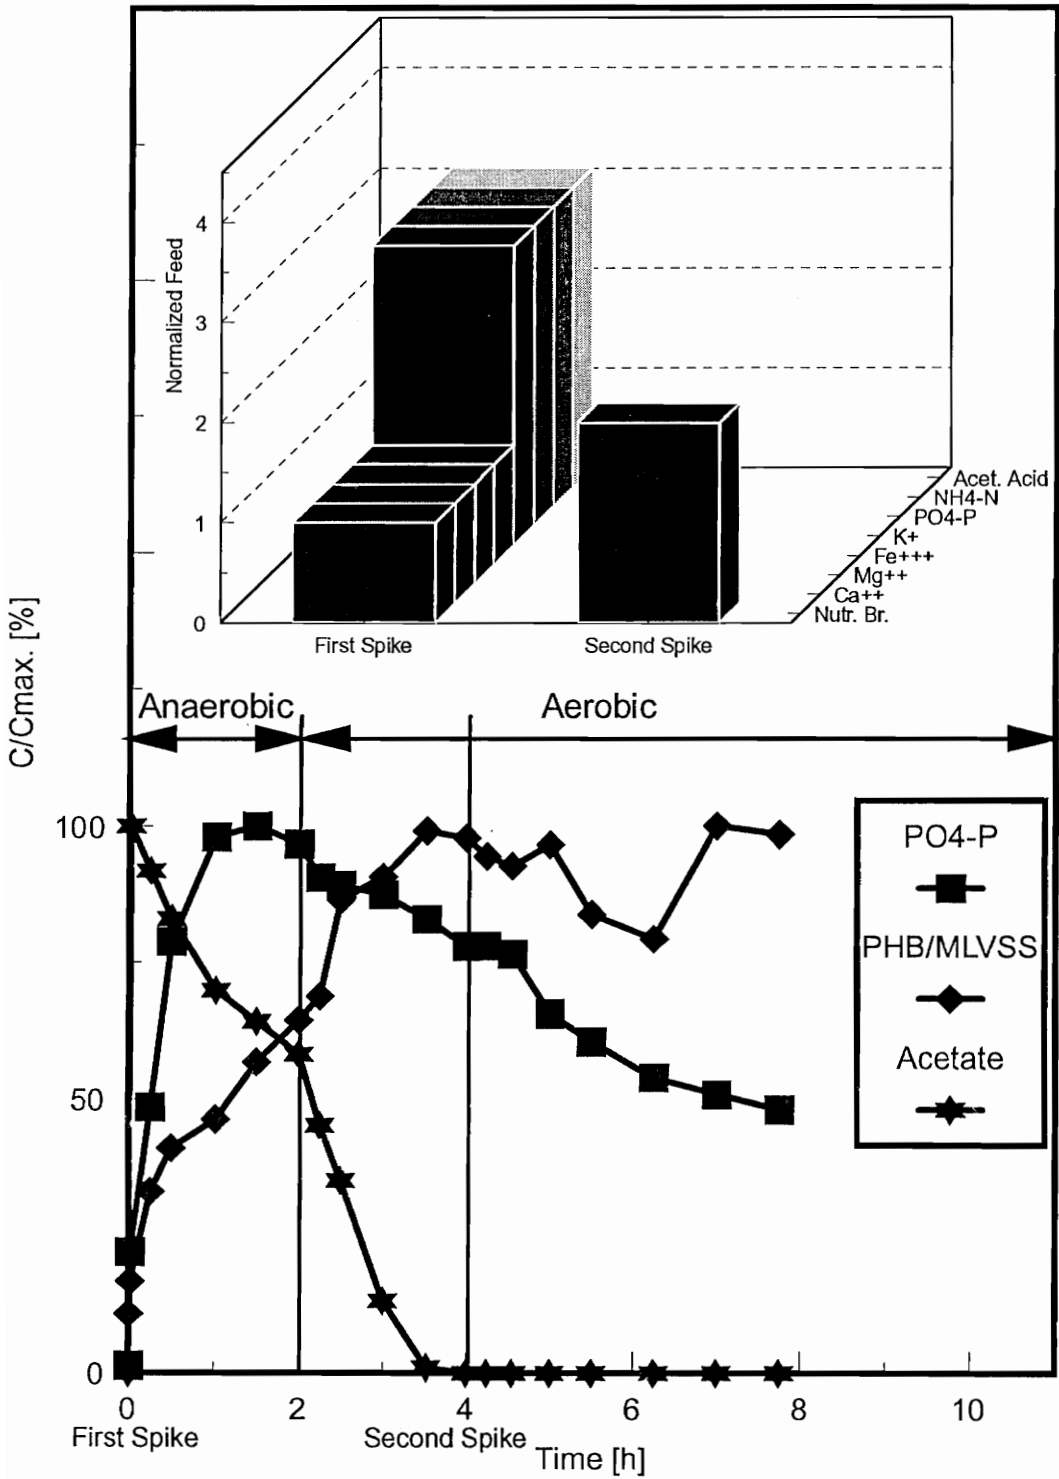 4
3
2
1
0
Normalized Feed
Acet. Acid
NH4-N
PO4-P
K+
Fe+++
Mg++
Ca++
Nutr. Br.
First Spike
Second Spike
C/Cmax. [%]
Anaerobic
Aerobic
100
50
0
PO4-P
PHB/MLVSS
Acetate
0 2 4 6 8 10
First Spike
Second Spike
Time [h]